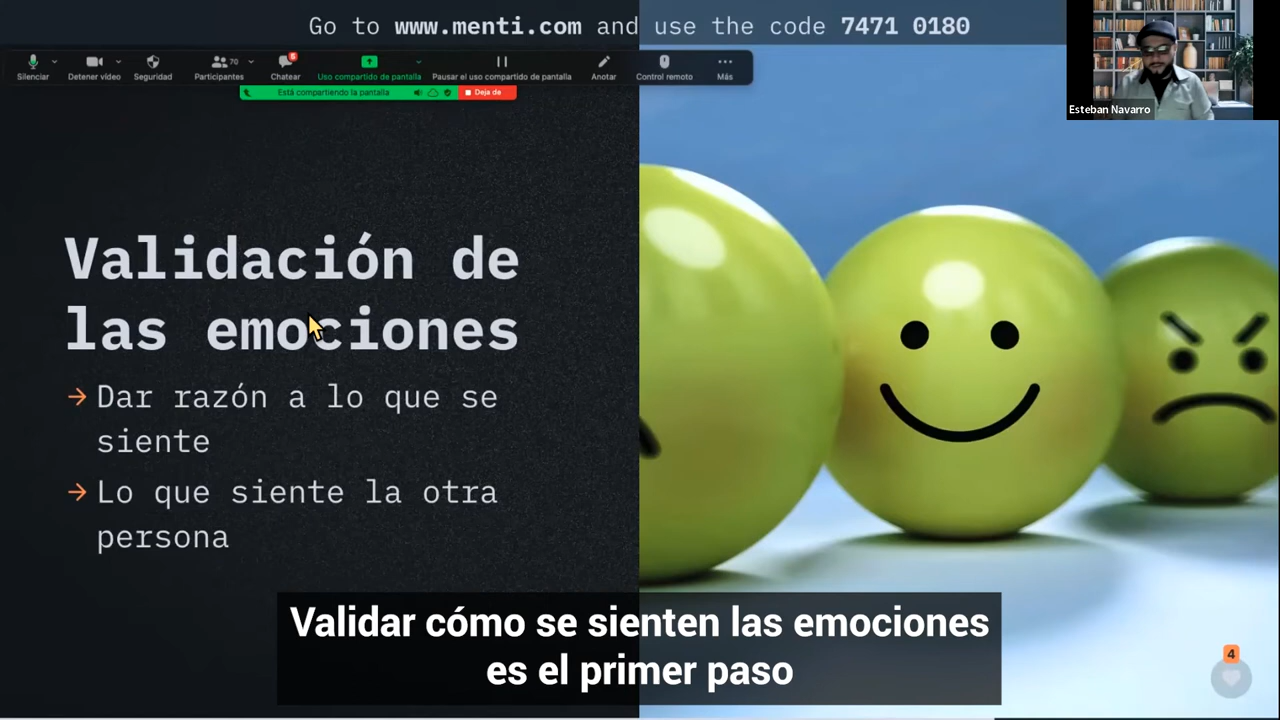 Go to www.menti.com and use the code 7471 0180
Silenciar
Detener vídeo
Seguridad
70
Participantes
6
Chatear
Uso compartido de pantalla
Pausar el uso compartido de pantalla
Anotar
Control remoto
Más
Está compartiendo la pantalla
Deja de
Esteban Navarro
Validación de
las emociones
→ Dar razón a lo que se
siente
→ Lo que siente la otra
persona
Validar cómo se sienten las emociones
es el primer paso
4